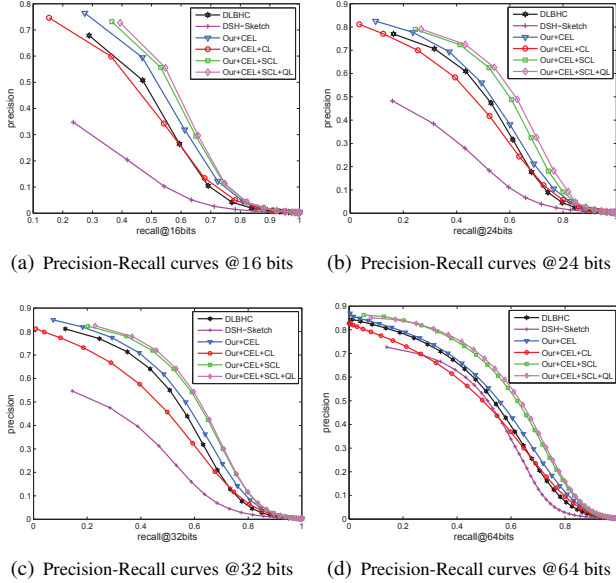 (a)
DLBHC
DSH-Sketch
Our+CEL
Our+CEL+CL
Our+CEL+SCL
Our+CEL+SCL+QL
precision
0.8
0.7
0.6
0.5
0.4
0.3
0.2
0.1
0
0.1 0.2 0.3 0.4 0.5 0.6 0.7 0.8 0.9 1
recall@16bits
(a) Precision-Recall curves @16 bits
DLBHC
DSH-Sketch
Our+CEL
Our+CEL+CL
Our+CEL+SCL
Our+CEL+SCL+QL
precision
0.9
0.8
0.7
0.6
0.5
0.4
0.3
0.2
0.1
0
0 0.2 0.4 0.6 0.8 1
recall@24bits
(b) Precision-Recall curves @24 bits
DLBHC
DSH-Sketch
Our+CEL
Our+CEL+CL
Our+CEL+SCL
Our+CEL+SCL+QL
precision
0.9
0.8
0.7
0.6
0.5
0.4
0.3
0.2
0.1
0
0 0.2 0.4 0.6 0.8 1
recall@32bits
(c) Precision-Recall curves @32 bits
DLBHC
DSH-Sketch
Our+CEL
Our+CEL+CL
Our+CEL+SCL
Our+CEL+SCL+QL
precision
0.9
0.8
0.7
0.6
0.5
0.4
0.3
0.2
0.1
0
0 0.2 0.4 0.6 0.8
recall@64bits
(d) Precision-Recall curves @64 bits